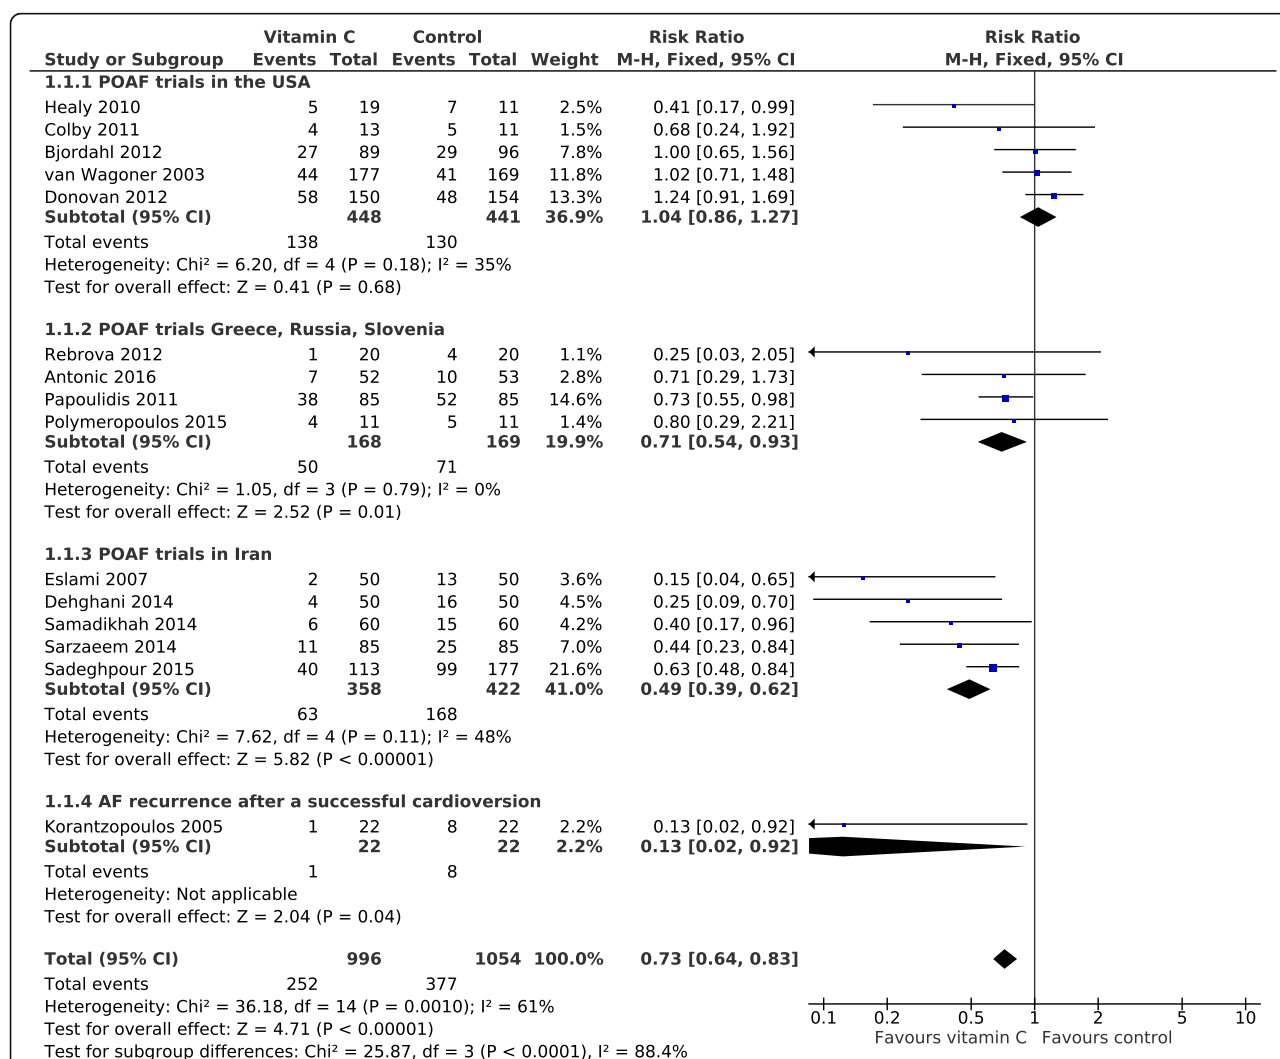 Vitamin C Control Risk Ratio Risk Ratio
Study or Subgroup Events Total Events Total Weight M-H, Fixed, 95% CI M-H, Fixed, 95% CI
1.1.1 POAF trials in the USA
Healy 2010 5 19 7 11 2.5% 0.41 [0.17, 0.99]
Colby 2011 4 13 5 11 1.5% 0.68 [0.24, 1.92]
Bjordahl 2012 27 89 29 96 7.8% 1.00 [0.65, 1.56]
van Wagoner 2003 44 177 41 169 11.8% 1.02 [0.71, 1.48]
Donovan 2012 58 150 48 154 13.3% 1.24 [0.91, 1.69]
Subtotal (95% CI) 448 441 36.9% 1.04 [0.86, 1.27]
Total events 138 130
Heterogeneity: Chi² = 6.20, df = 4 (P = 0.18); I² = 35%
Test for overall effect: Z = 0.41 (P = 0.68)
1.1.2 POAF trials Greece, Russia, Slovenia
Rebrova 2012 1 20 4 20 1.1% 0.25 [0.03, 2.05]
Antonic 2016 7 52 10 53 2.8% 0.71 [0.29, 1.73]
Papoulidis 2011 38 85 52 85 14.6% 0.73 [0.55, 0.98]
Polymeropoulos 2015 4 11 5 11 1.4% 0.80 [0.29, 2.21]
Subtotal (95% CI) 168 169 19.9% 0.71 [0.54, 0.93]
Total events 50 71
Heterogeneity: Chi² = 1.05, df = 3 (P = 0.79); I² = 0%
Test for overall effect: Z = 2.52 (P = 0.01)
1.1.3 POAF trials in Iran
Eslami 2007 2 50 13 50 3.6% 0.15 [0.04, 0.65]
Dehghani 2014 4 50 16 50 4.5% 0.25 [0.09, 0.70]
Samadikhah 2014 6 60 15 60 4.2% 0.40 [0.17, 0.96]
Sarzaeem 2014 11 85 25 85 7.0% 0.44 [0.23, 0.84]
Sadeghpour 2015 40 113 99 177 21.6% 0.63 [0.48, 0.84]
Subtotal (95% CI) 358 422 41.0% 0.49 [0.39, 0.62]
Total events 63 168
Heterogeneity: Chi² = 7.62, df = 4 (P = 0.11); I² = 48%
Test for overall effect: Z = 5.82 (P < 0.00001)
1.1.4 AF recurrence after a successful cardioversion
Korantzopoulos 2005 1 22 8 22 2.2% 0.13 [0.02, 0.92]
Subtotal (95% CI) 22 22 2.2% 0.13 [0.02, 0.92]
Total events 1 8
Heterogeneity: Not applicable
Test for overall effect: Z = 2.04 (P = 0.04)
Total (95% CI) 996 1054 100.0% 0.73 [0.64, 0.83]
Total events 252 377
Heterogeneity: Chi² = 36.18, df = 14 (P = 0.0010); I² = 61%
Test for overall effect: Z = 4.71 (P < 0.00001)
Test for subgroup differences: Chi² = 25.87, df = 3 (P < 0.0001), I² = 88.4%
0.1 0.2 0.5 1 2 5 10
Favours vitamin C Favours control